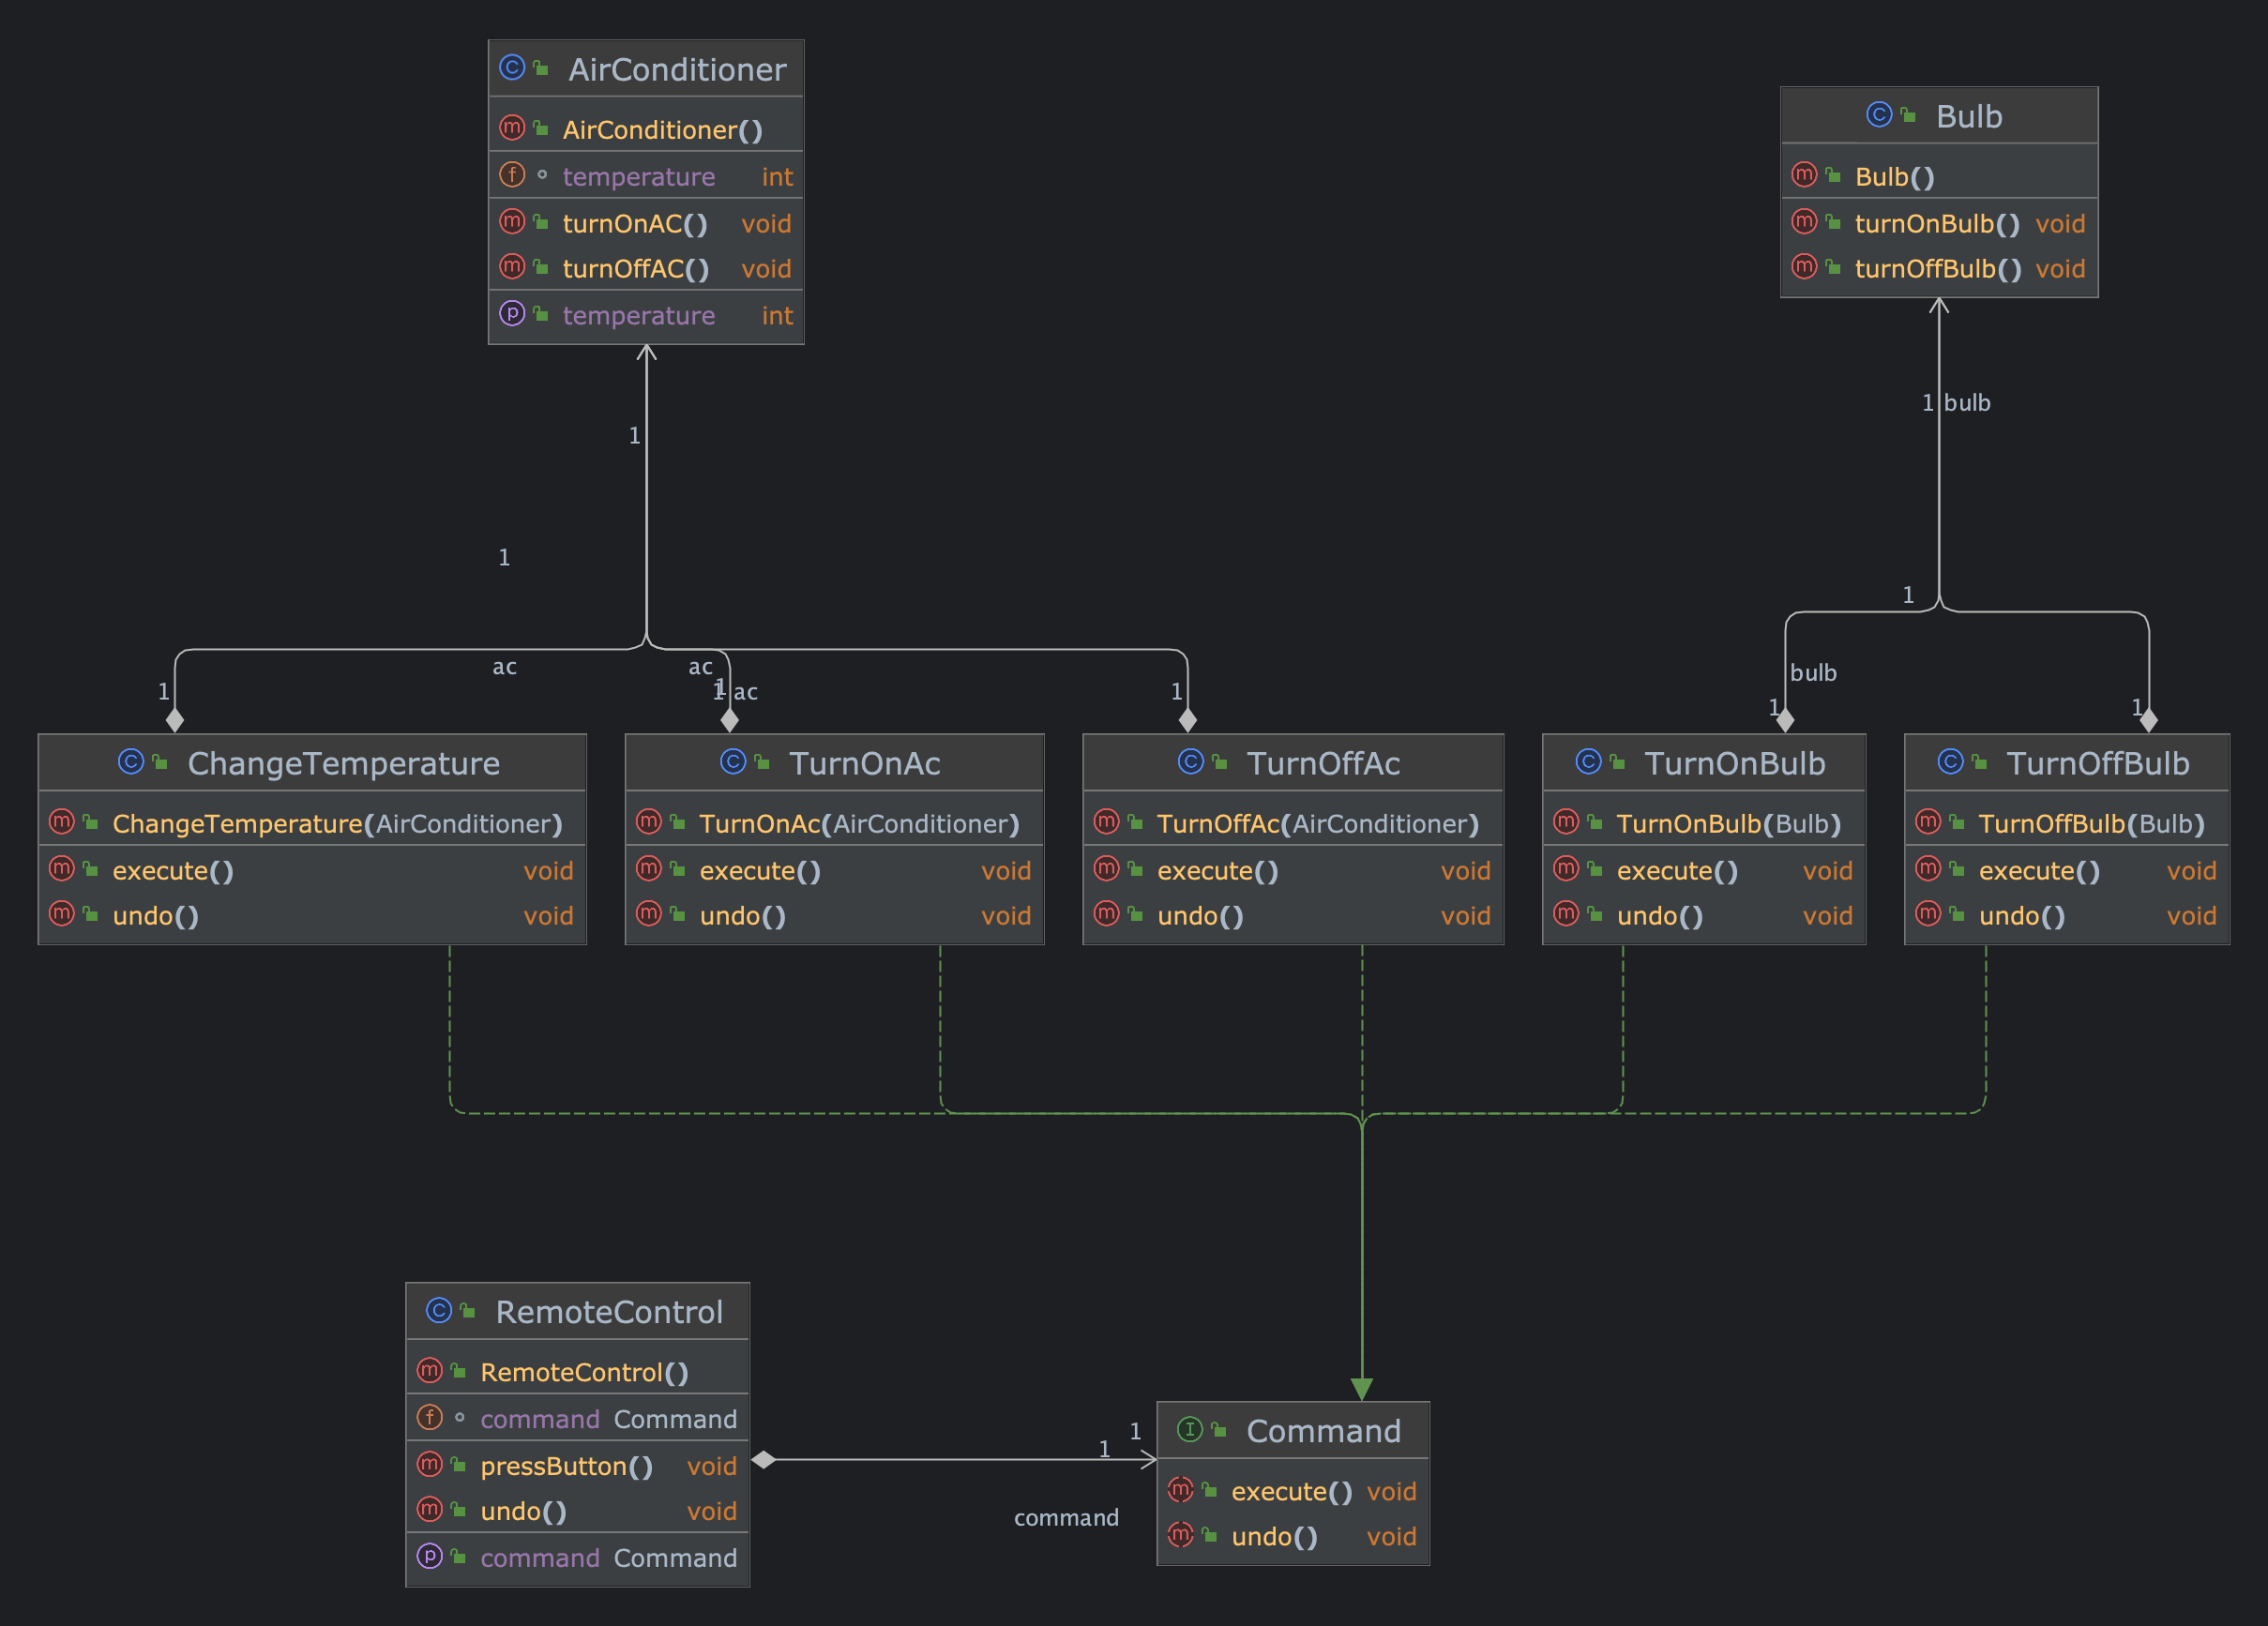 AirConditioner
AirConditioner()
temperature int
turnOnAC() void
turnOffAC() void
temperature int
Bulb
Bulb()
turnOnBulb() void
turnOffBulb() void
1
1 bulb
1
1
ac
ac
1
1
1 ac
1
bulb
1
1
ChangeTemperature
ChangeTemperature(AirConditioner)
execute() void
undo() void
TurnOnAc
TurnOnAc(AirConditioner)
execute() void
undo() void
TurnOffAc
TurnOffAc(AirConditioner)
execute() void
undo() void
TurnOnBulb
TurnOnBulb(Bulb)
execute() void
undo() void
TurnOffBulb
TurnOffBulb(Bulb)
execute() void
undo() void
RemoteControl
RemoteControl()
command Command
pressButton() void
undo() void
command Command
1
1
command
Command
execute() void
undo() void